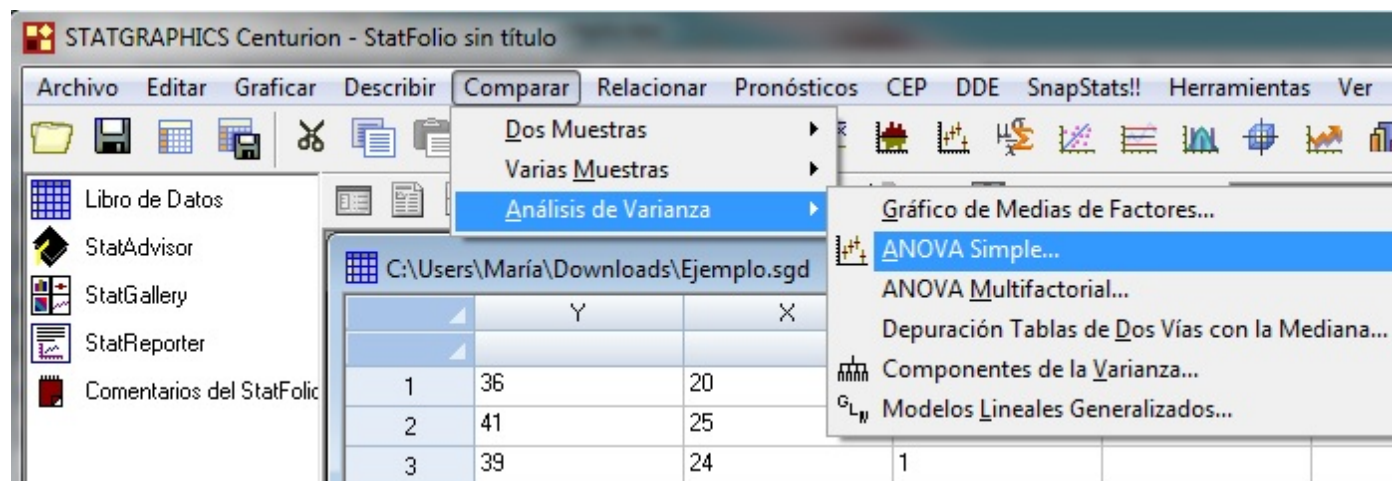 STATGRAPHICS Centurion - StatFolio sin título
Archivo Editar Graficar Describir Comparar Relacionar Pronósticos CEP DDE SnapStats!! Herramientas Ver
Dos Muestras
Varias Muestras
Análisis de Varianza
Gráfico de Medias de Factores...
ANOVA Simple...
ANOVA Multifactorial...
Depuración Tablas de Dos Vías con la Mediana...
Componentes de la Varianza...
GLM Modelos Lineales Generalizados...
Libro de Datos
StatAdvisor
StatGallery
StatReporter
Comentarios del StatFolio
C:\Users\María\Downloads\Ejemplo.sgd
Y X
1 36 20
2 41 25
3 39 24 1